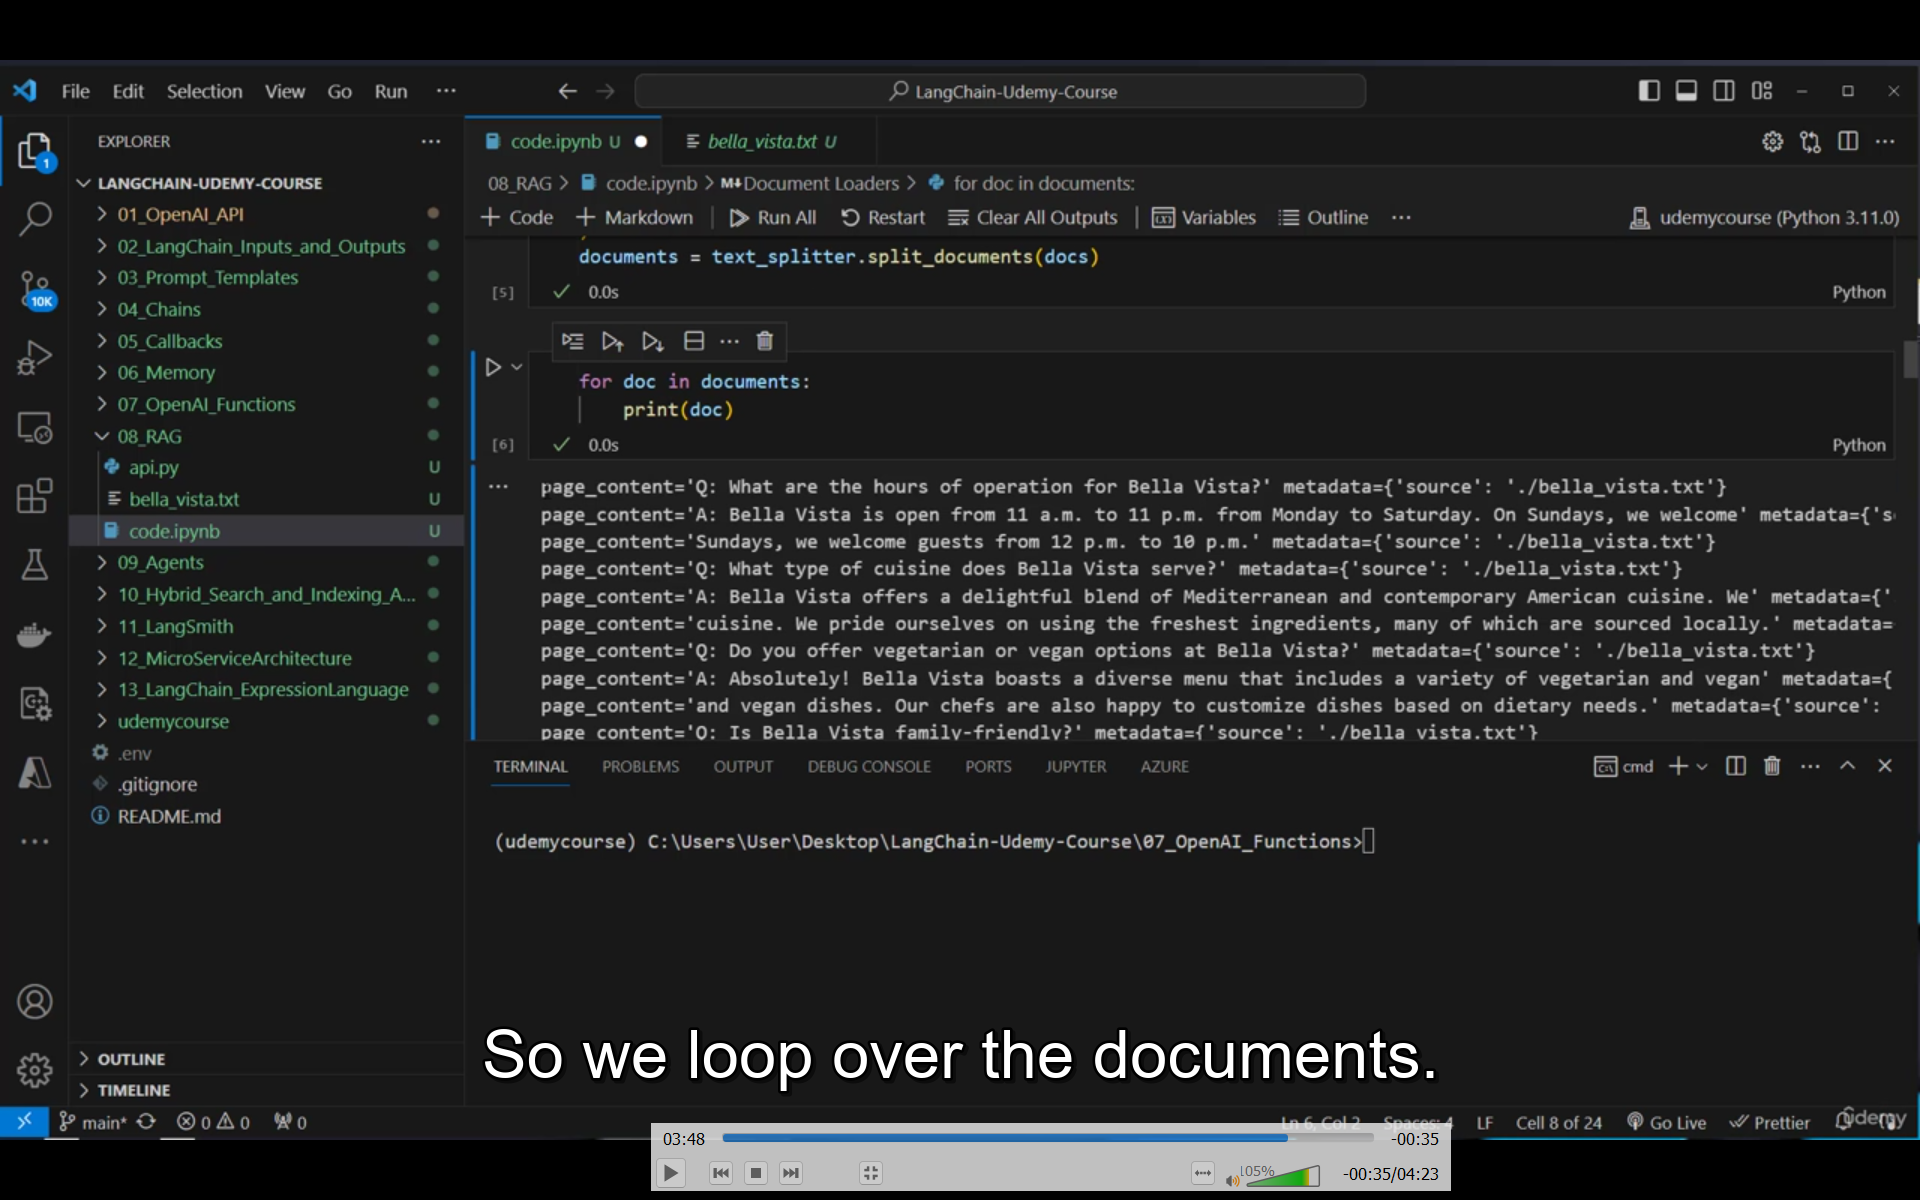 File Edit Selection View Go Run ... LangChain-Udemy-Course
EXPLORER ...
LANGCHAIN-UDEMY-COURSE
01_OpenAI_API
02_LangChain_Inputs_and_Outputs
03_Prompt_Templates
04_Chains
05_Callbacks
06_Memory
07_OpenAI_Functions
08_RAG
api.py U
bella_vista.txt U
code.ipynb U
09_Agents
10_Hybrid_Search_and_Indexing_A...
11_LangSmith
12_MicroServiceArchitecture
13_LangChain_ExpressionLanguage
udemycourse
.env
.gitignore
README.md
OUTLINE
TIMELINE
1
10K
code.ipynb U bella_vista.txt U
08_RAG > code.ipynb > M↓Document Loaders > for doc in documents:
+ Code + Markdown | Run All Restart Clear All Outputs | Variables Outline ... udemycourse (Python 3.11.0)
documents = text_splitter.split_documents(docs)
[5] 0.0s Python
for doc in documents:
print(doc)
[6] 0.0s Python
page_content='Q: What are the hours of operation for Bella Vista?' metadata={'source': './bella_vista.txt'}
page_content='A: Bella Vista is open from 11 a.m. to 11 p.m. from Monday to Saturday. On Sundays, we welcome' metadata={'s
page_content='Sundays, we welcome guests from 12 p.m. to 10 p.m.' metadata={'source': './bella_vista.txt'}
page_content='Q: What type of cuisine does Bella Vista serve?' metadata={'source': './bella_vista.txt'}
page_content='A: Bella Vista offers a delightful blend of Mediterranean and contemporary American cuisine. We' metadata={'
page_content='cuisine. We pride ourselves on using the freshest ingredients, many of which are sourced locally.' metadata=
page_content='Q: Do you offer vegetarian or vegan options at Bella Vista?' metadata={'source': './bella_vista.txt'}
page_content='A: Absolutely! Bella Vista boasts a diverse menu that includes a variety of vegetarian and vegan' metadata={
page_content='and vegan dishes. Our chefs are also happy to customize dishes based on dietary needs.' metadata={'source':
page_content='Q: Is Bella Vista family-friendly?' metadata={'source': './bella_vista.txt'}
TERMINAL PROBLEMS OUTPUT DEBUG CONSOLE PORTS JUPYTER AZURE cmd
(udemycourse) C:\Users\User\Desktop\LangChain-Udemy-Course\07_OpenAI_Functions>
So we loop over the documents.
main* 0 0 0 Ln 6, Col 2 Spaces: 4 LF Cell 8 of 24 Go Live Prettier
udemy
03:48 -00:35
105% -00:35/04:23